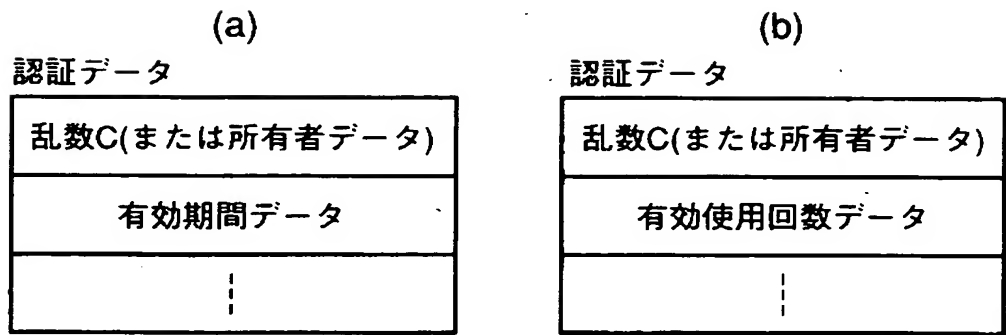 (a)
認証データ
乱数C(または所有者データ)
有効期間データ
(b)
認証データ
乱数C(または所有者データ)
有効使用回数データ